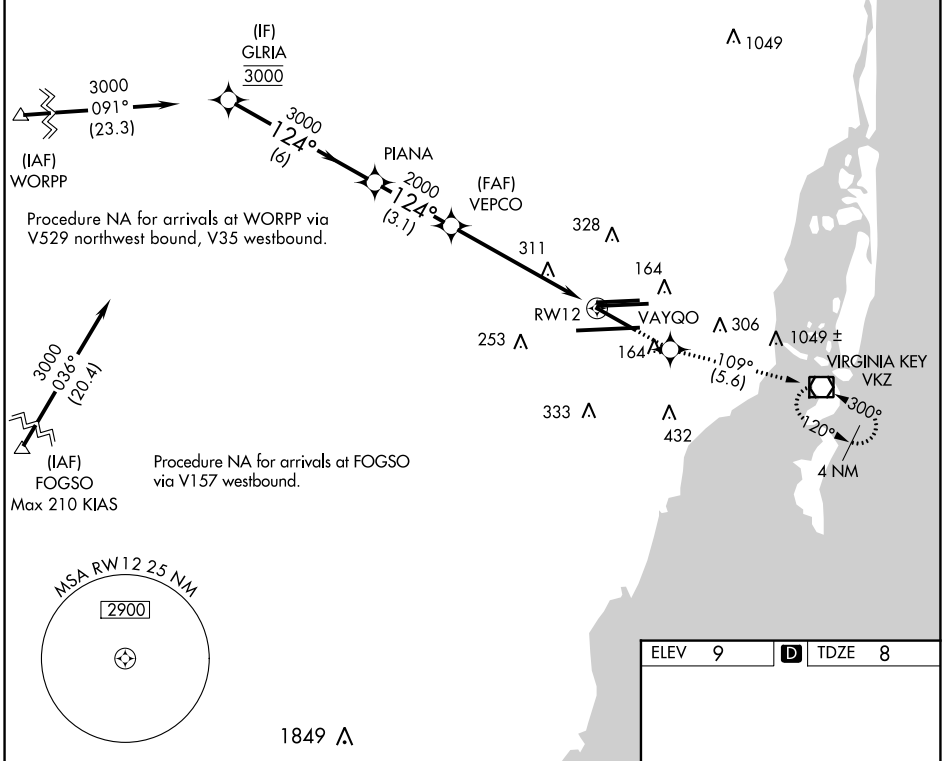 (IF)
GLRIA
3000
1049
3000
091°
(23.3)
(IAF)
WORPP
3000
124°
(6)
PIANA
2000
124°
(3.1)
(FAF)
VEPCO
Procedure NA for arrivals at WORPP via
V529 northwest bound, V35 westbound.
328
311
164
RW12
VAYQO
306
1049 ±
253
164
109°
(5.6)
VIRGINIA KEY
VKZ
300°
120°
4 NM
333
432
3000
036°
(20.4)
(IAF)
FOGSO
Max 210 KIAS
Procedure NA for arrivals at FOGSO
via V157 westbound.
MSA RW12 25 NM
2900
1849
ELEV 9 D TDZE 8